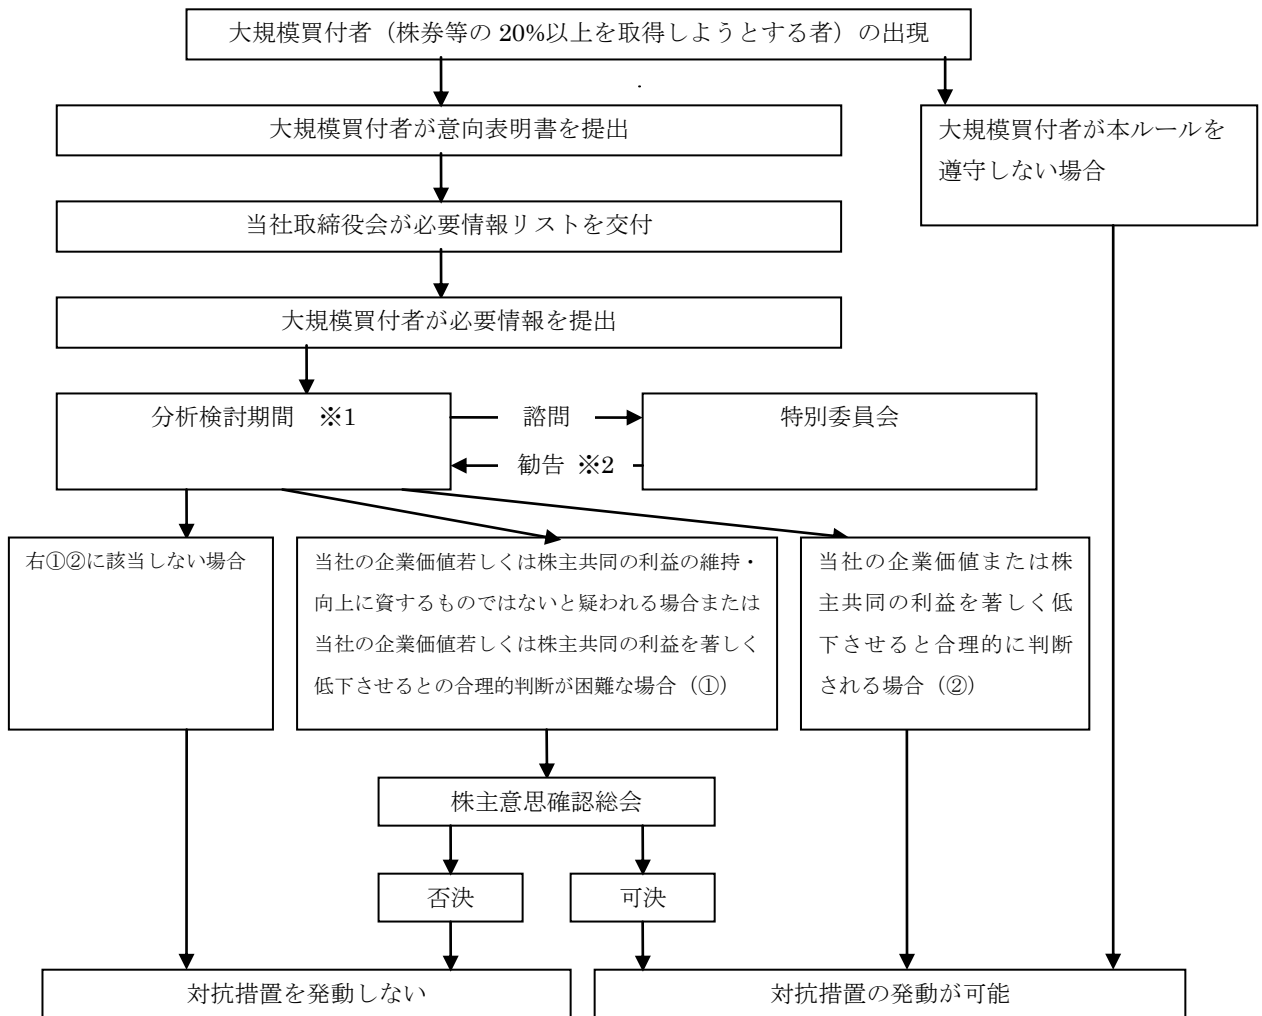 大規模買付者（株券等の 20%以上を取得しようとする者）の出現
大規模買付者が意向表明書を提出
大規模買付者が本ルールを
遵守しない場合
当社取締役会が必要情報リストを交付
大規模買付者が必要情報を提出
分析検討期間　※1
諮問
勧告 ※2
特別委員会
右①②に該当しない場合
当社の企業価値若しくは株主共同の利益の維持・
向上に資するものではないと疑われる場合または
当社の企業価値若しくは株主共同の利益を著しく
低下させるとの合理的判断が困難な場合（①）
当社の企業価値または株
主共同の利益を著しく低
下させると合理的に判断
される場合（②）
株主意思確認総会
否決
可決
対抗措置を発動しない
対抗措置の発動が可能